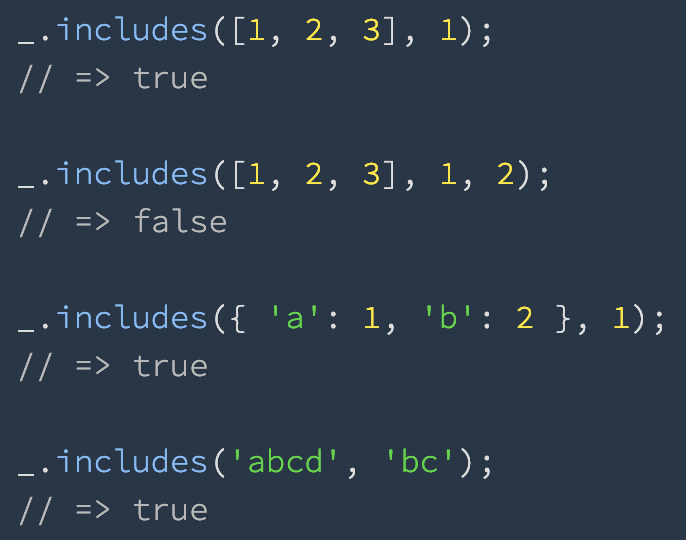 _.includes([1, 2, 3], 1);
// => true
_.includes([1, 2, 3], 1, 2);
// => false
_.includes({ 'a': 1, 'b': 2 }, 1);
// => true
_.includes('abcd', 'bc');
// => true